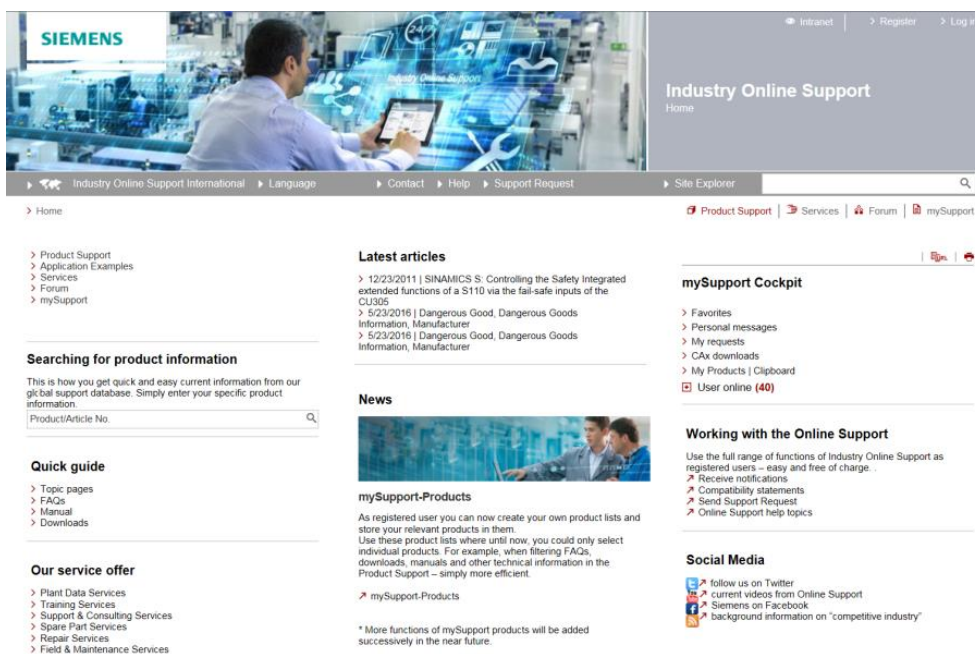 SIEMENS
24/7
Industry Online Support
Intranet
> Register
> Log in
Industry Online Support
Home
Industry Online Support International
Language
Contact
Help
Support Request
Site Explorer
> Home
Product Support
Services
Forum
mySupport
> Product Support
> Application Examples
> Services
> Forum
> mySupport
Searching for product information
This is how you get quick and easy current information from our
global support database. Simply enter your specific product
information.
Product/Article No.
Quick guide
> Topic pages
> FAQs
> Manual
> Downloads
Our service offer
> Plant Data Services
> Training Services
> Support & Consulting Services
> Spare Part Services
> Repair Services
> Field & Maintenance Services
Latest articles
> 12/23/2011 | SINAMICS S: Controlling the Safety Integrated
extended functions of a S110 via the fail-safe inputs of the
CU305
> 5/23/2016 | Dangerous Good, Dangerous Goods
Information, Manufacturer
> 5/23/2016 | Dangerous Good, Dangerous Goods
Information, Manufacturer
News
mySupport-Products
As registered user you can now create your own product lists and
store your relevant products in them.
Use these product lists where until now, you could only select
individual products. For example, when filtering FAQs,
downloads, manuals and other technical information in the
Product Support – simply more efficient.
mySupport-Products
* More functions of mySupport products will be added
successively in the near future.
mySupport Cockpit
> Favorites
> Personal messages
> My requests
> CAx downloads
> My Products | Clipboard
User online (40)
Working with the Online Support
Use the full range of functions of Industry Online Support as
registered users – easy and free of charge. .
Receive notifications
Compatibility statements
Send Support Request
Online Support help topics
Social Media
follow us on Twitter
current videos from Online Support
Siemens on Facebook
background information on "competitive industry"